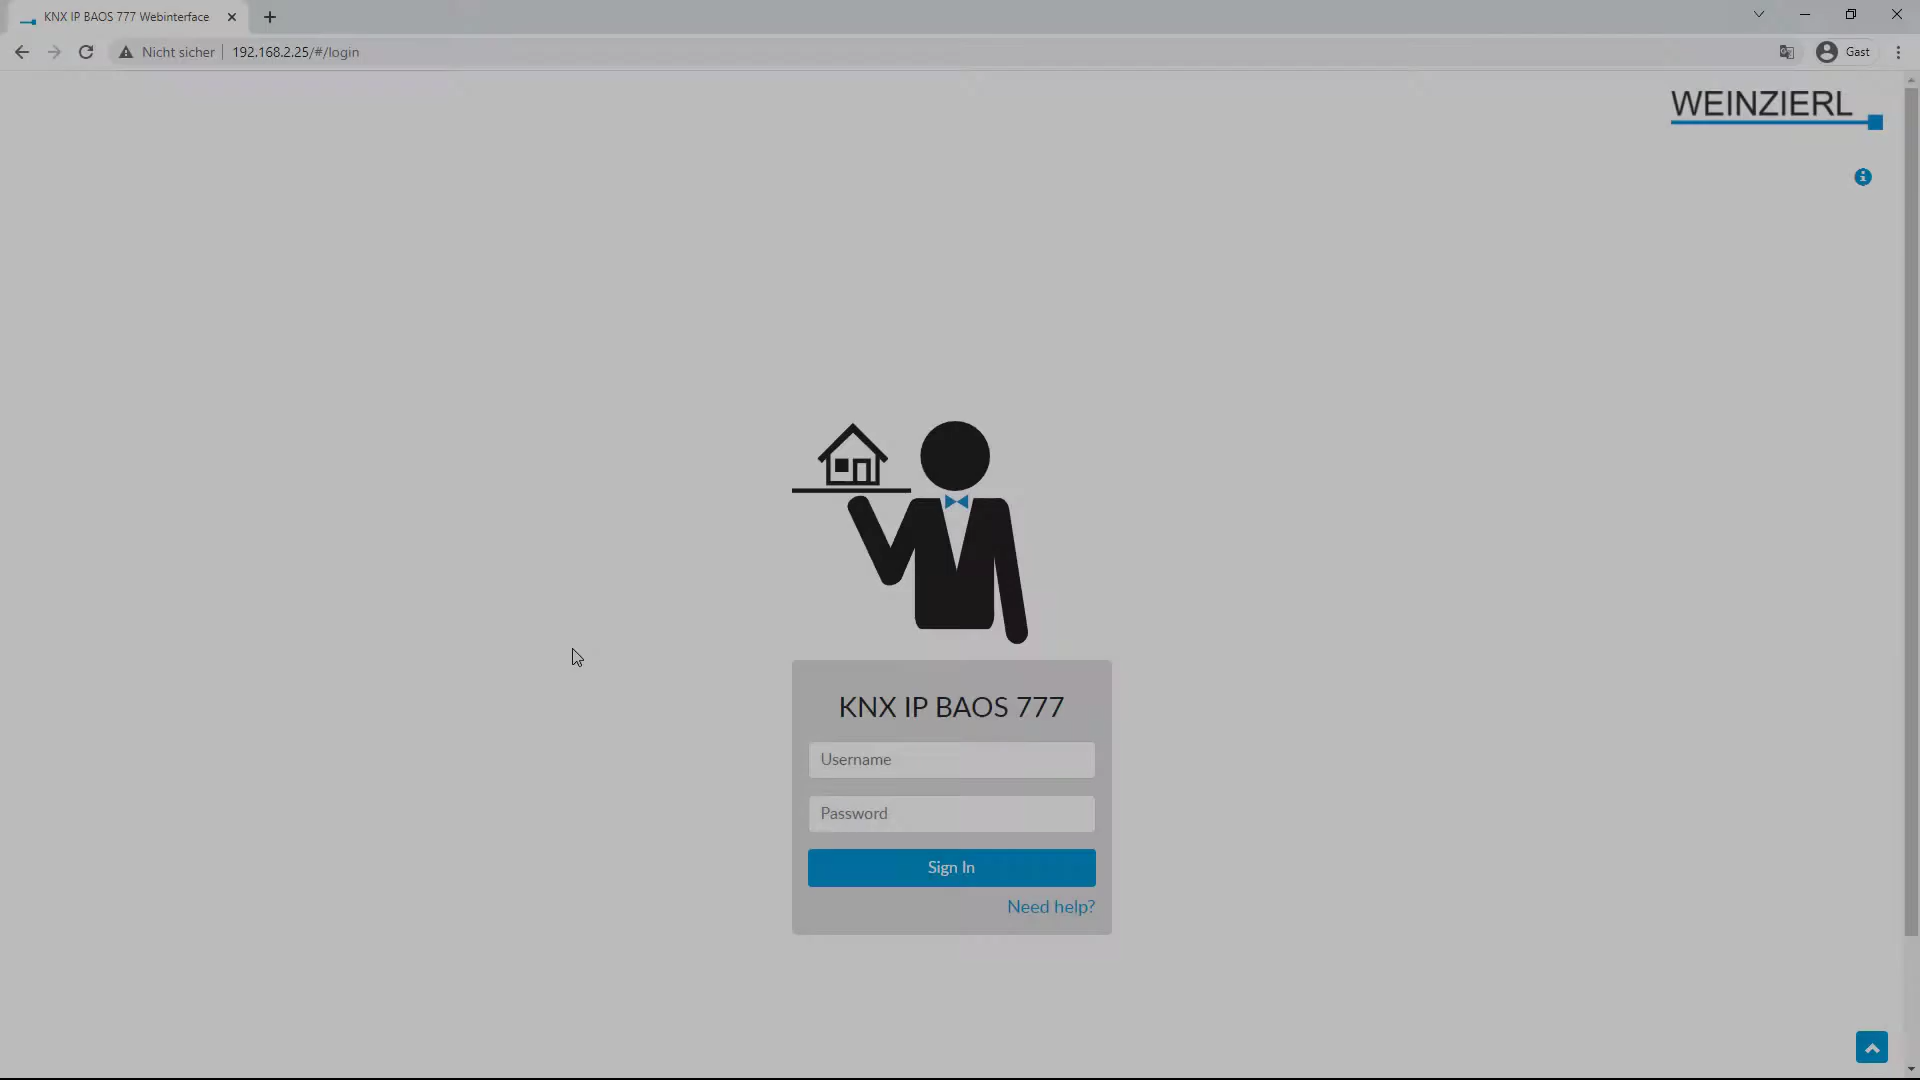 KNX IP BAOS 777 Webinterface
Nicht sicher
192.168.2.25/#/login
Gast
WEINZIERL
KNX IP BAOS 777
Username
Password
Sign In
Need help?